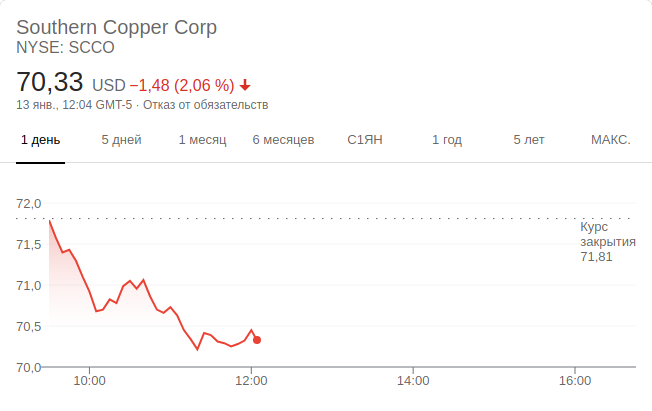 Southern Copper Corp
NYSE: SCCO
70,33 USD −1,48 (2,06 %)
13 янв., 12:04 GMT-5 · Отказ от обязательств
1 день 5 дней 1 месяц 6 месяцев С1ЯН 1 год 5 лет МАКС.
72,0
Курс
закрытия
71,81
71,5
71,0
70,5
70,0
10:00 12:00 14:00 16:00